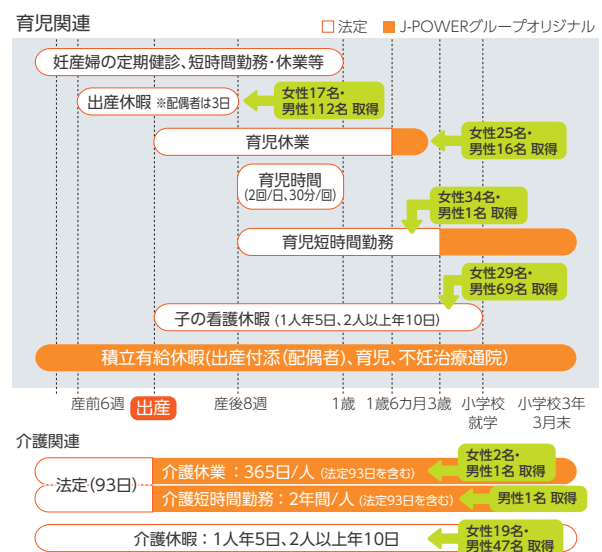 育児関連
法定
J-POWERグループオリジナル
妊産婦の定期健診、短時間勤務・休業等
出産休暇 ※配偶者は3日
女性17名・
男性112名 取得
育児休業
女性25名・
男性16名 取得
育児時間
(2回/日、30分/回)
女性34名・
男性1名 取得
育児短時間勤務
女性29名・
男性69名 取得
子の看護休暇 (1人年5日、2人以上年10日)
積立有給休暇(出産付添(配偶者)、育児、不妊治療通院)
産前6週 出産 産後8週 1歳 1歳6カ月 3歳 小学校 小学校3年
就学 3月末
介護関連
法定(93日)
介護休業：365日/人 (法定93日を含む)
女性2名・
男性1名 取得
介護短時間勤務：2年間/人 (法定93日を含む)
男性1名 取得
介護休暇：1人年5日、2人以上年10日
女性19名・
男性47名 取得